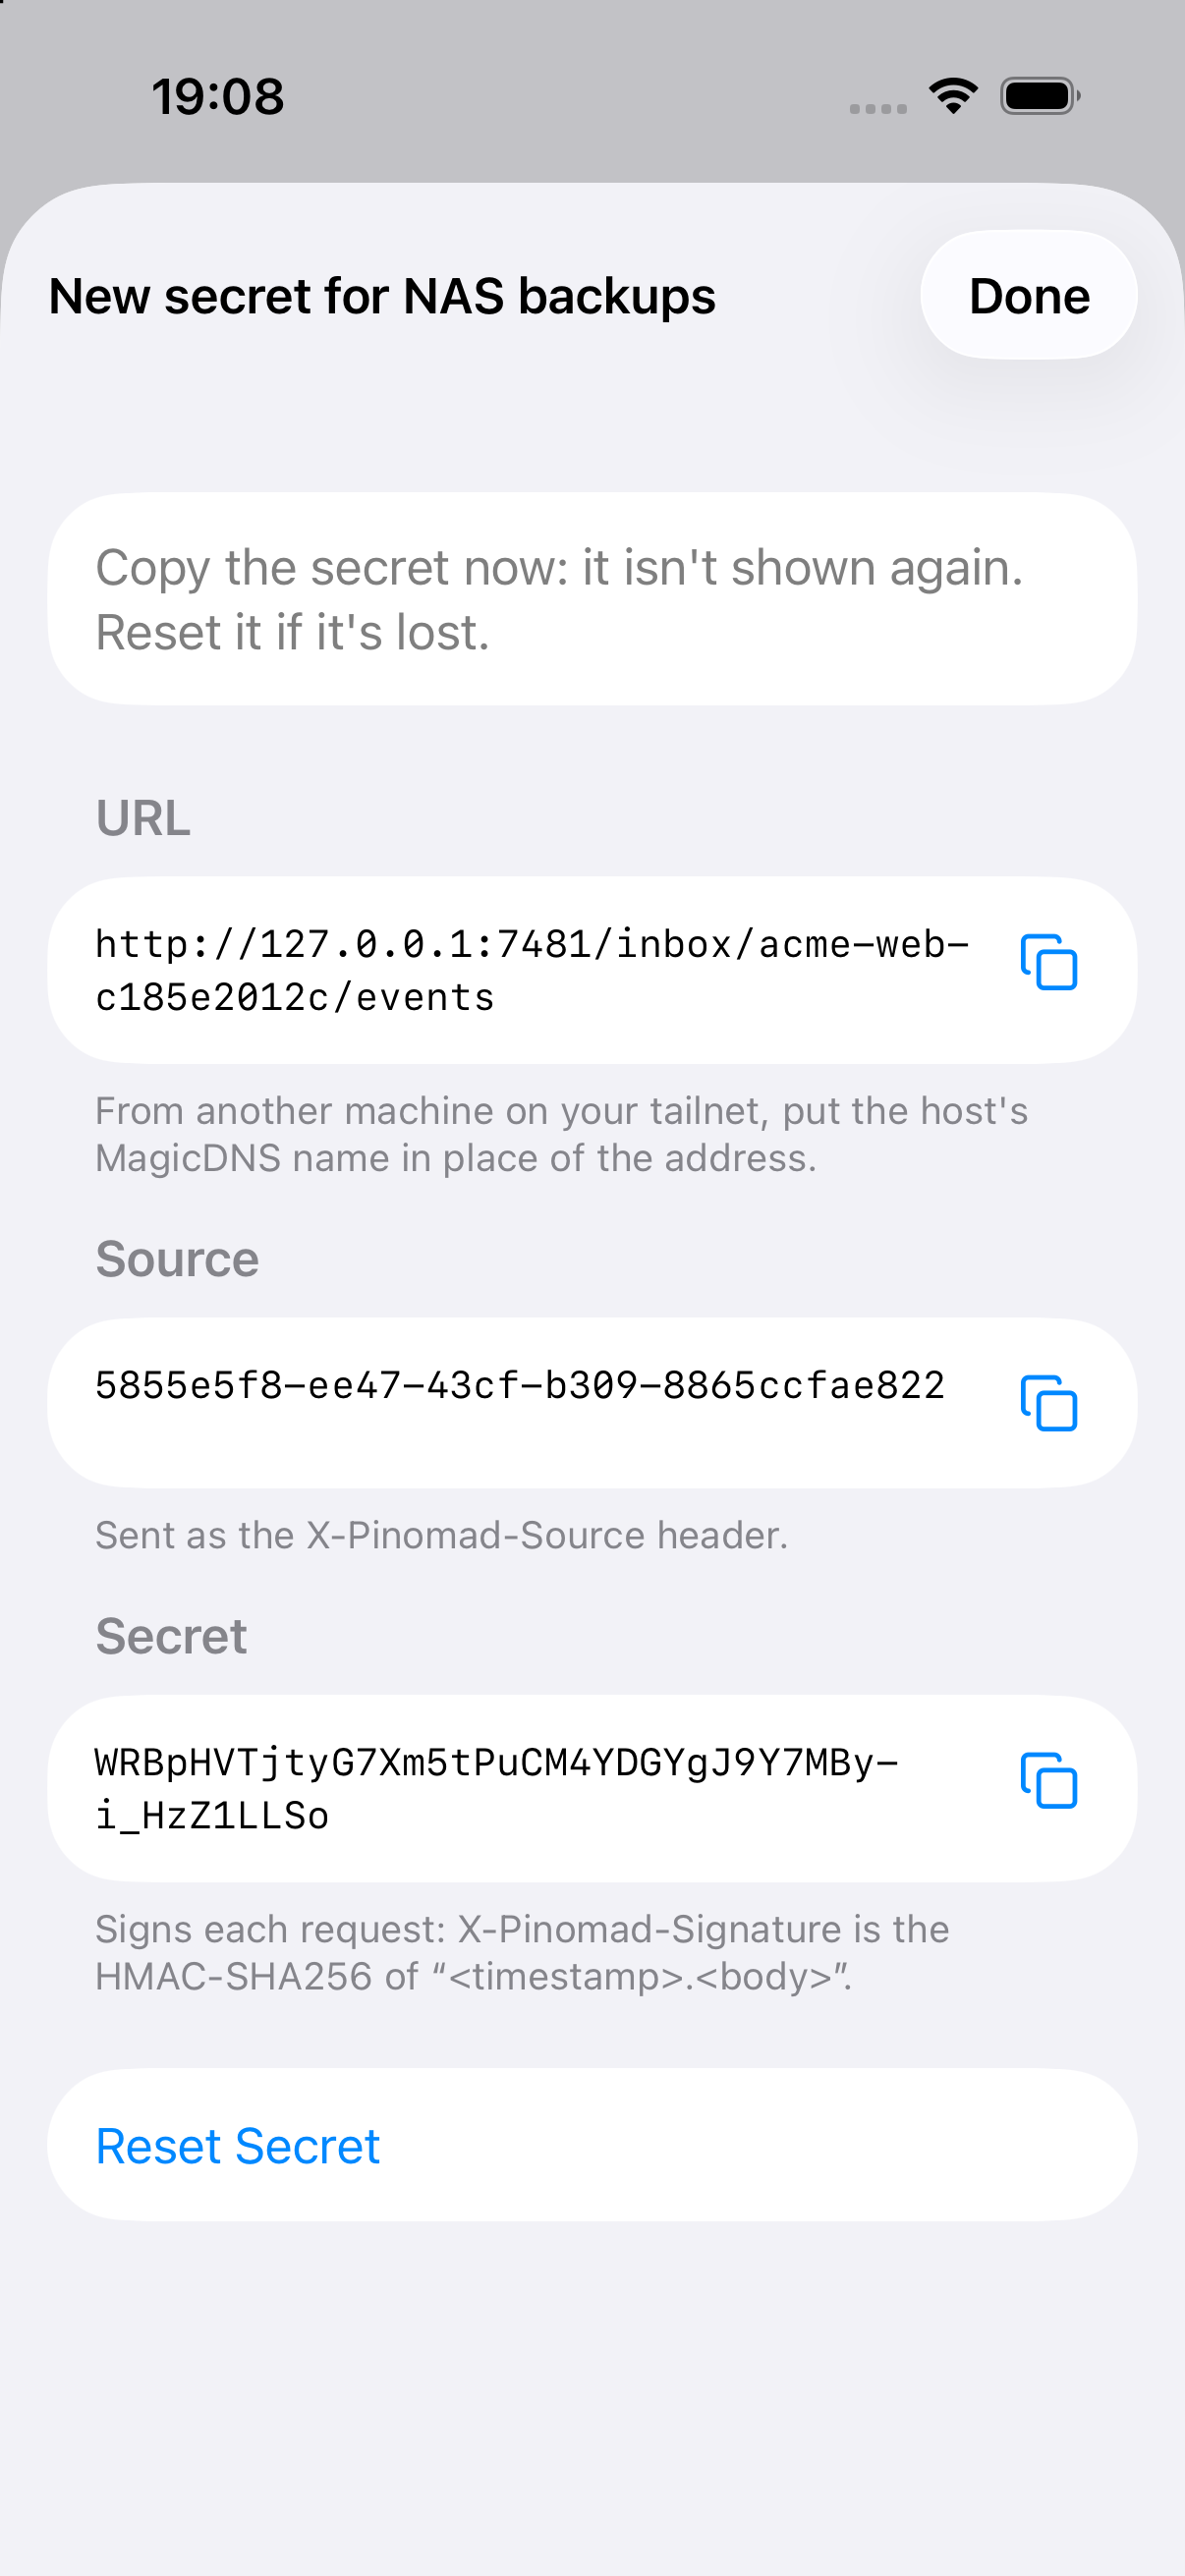 19:08
New secret for NAS backups
Done
Copy the secret now: it isn't shown again.
Reset it if it's lost.
URL
http://127.0.0.1:7481/inbox/acme-web-
c185e2012c/events
From another machine on your tailnet, put the host's
MagicDNS name in place of the address.
Source
5855e5f8-ee47-43cf-b309-8865ccfae822
Sent as the X-Pinomad-Source header.
Secret
WRBpHVTjtyG7Xm5tPuCM4YDGYgJ9Y7MBy-
i_HzZ1LLSo
Signs each request: X-Pinomad-Signature is the
HMAC-SHA256 of “<timestamp>.<body>”.
Reset Secret